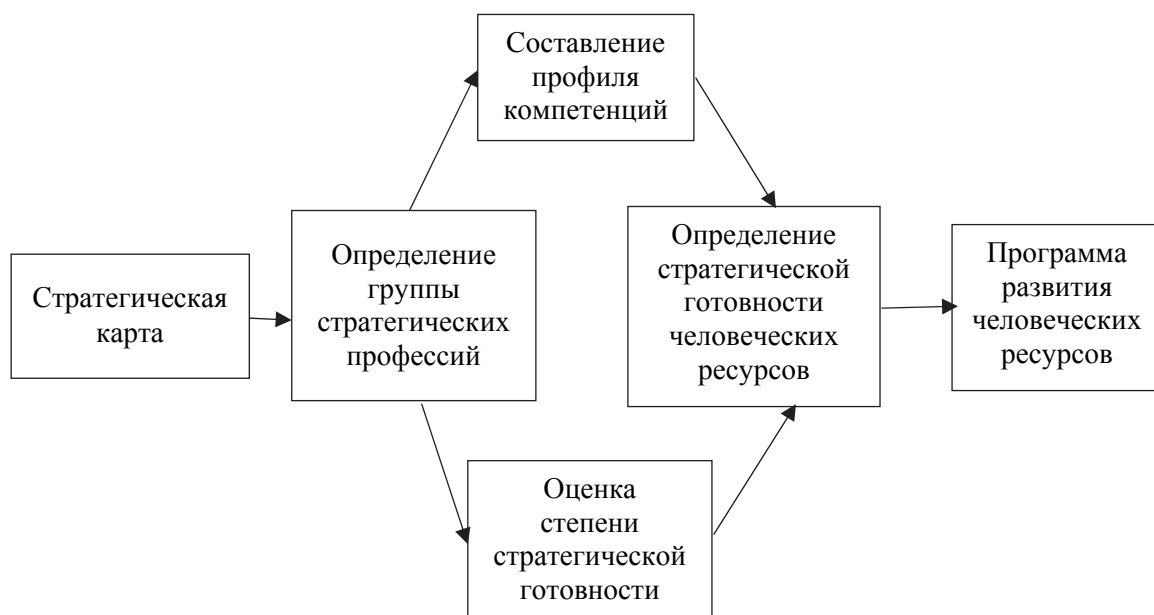 Составление
профиля
компетенций
Стратегическая
карта
Определение
группы
стратегических
профессий
Определение
стратегической
готовности
человеческих
ресурсов
Программа
развития
человеческих
ресурсов
Оценка
степени
стратегической
готовности